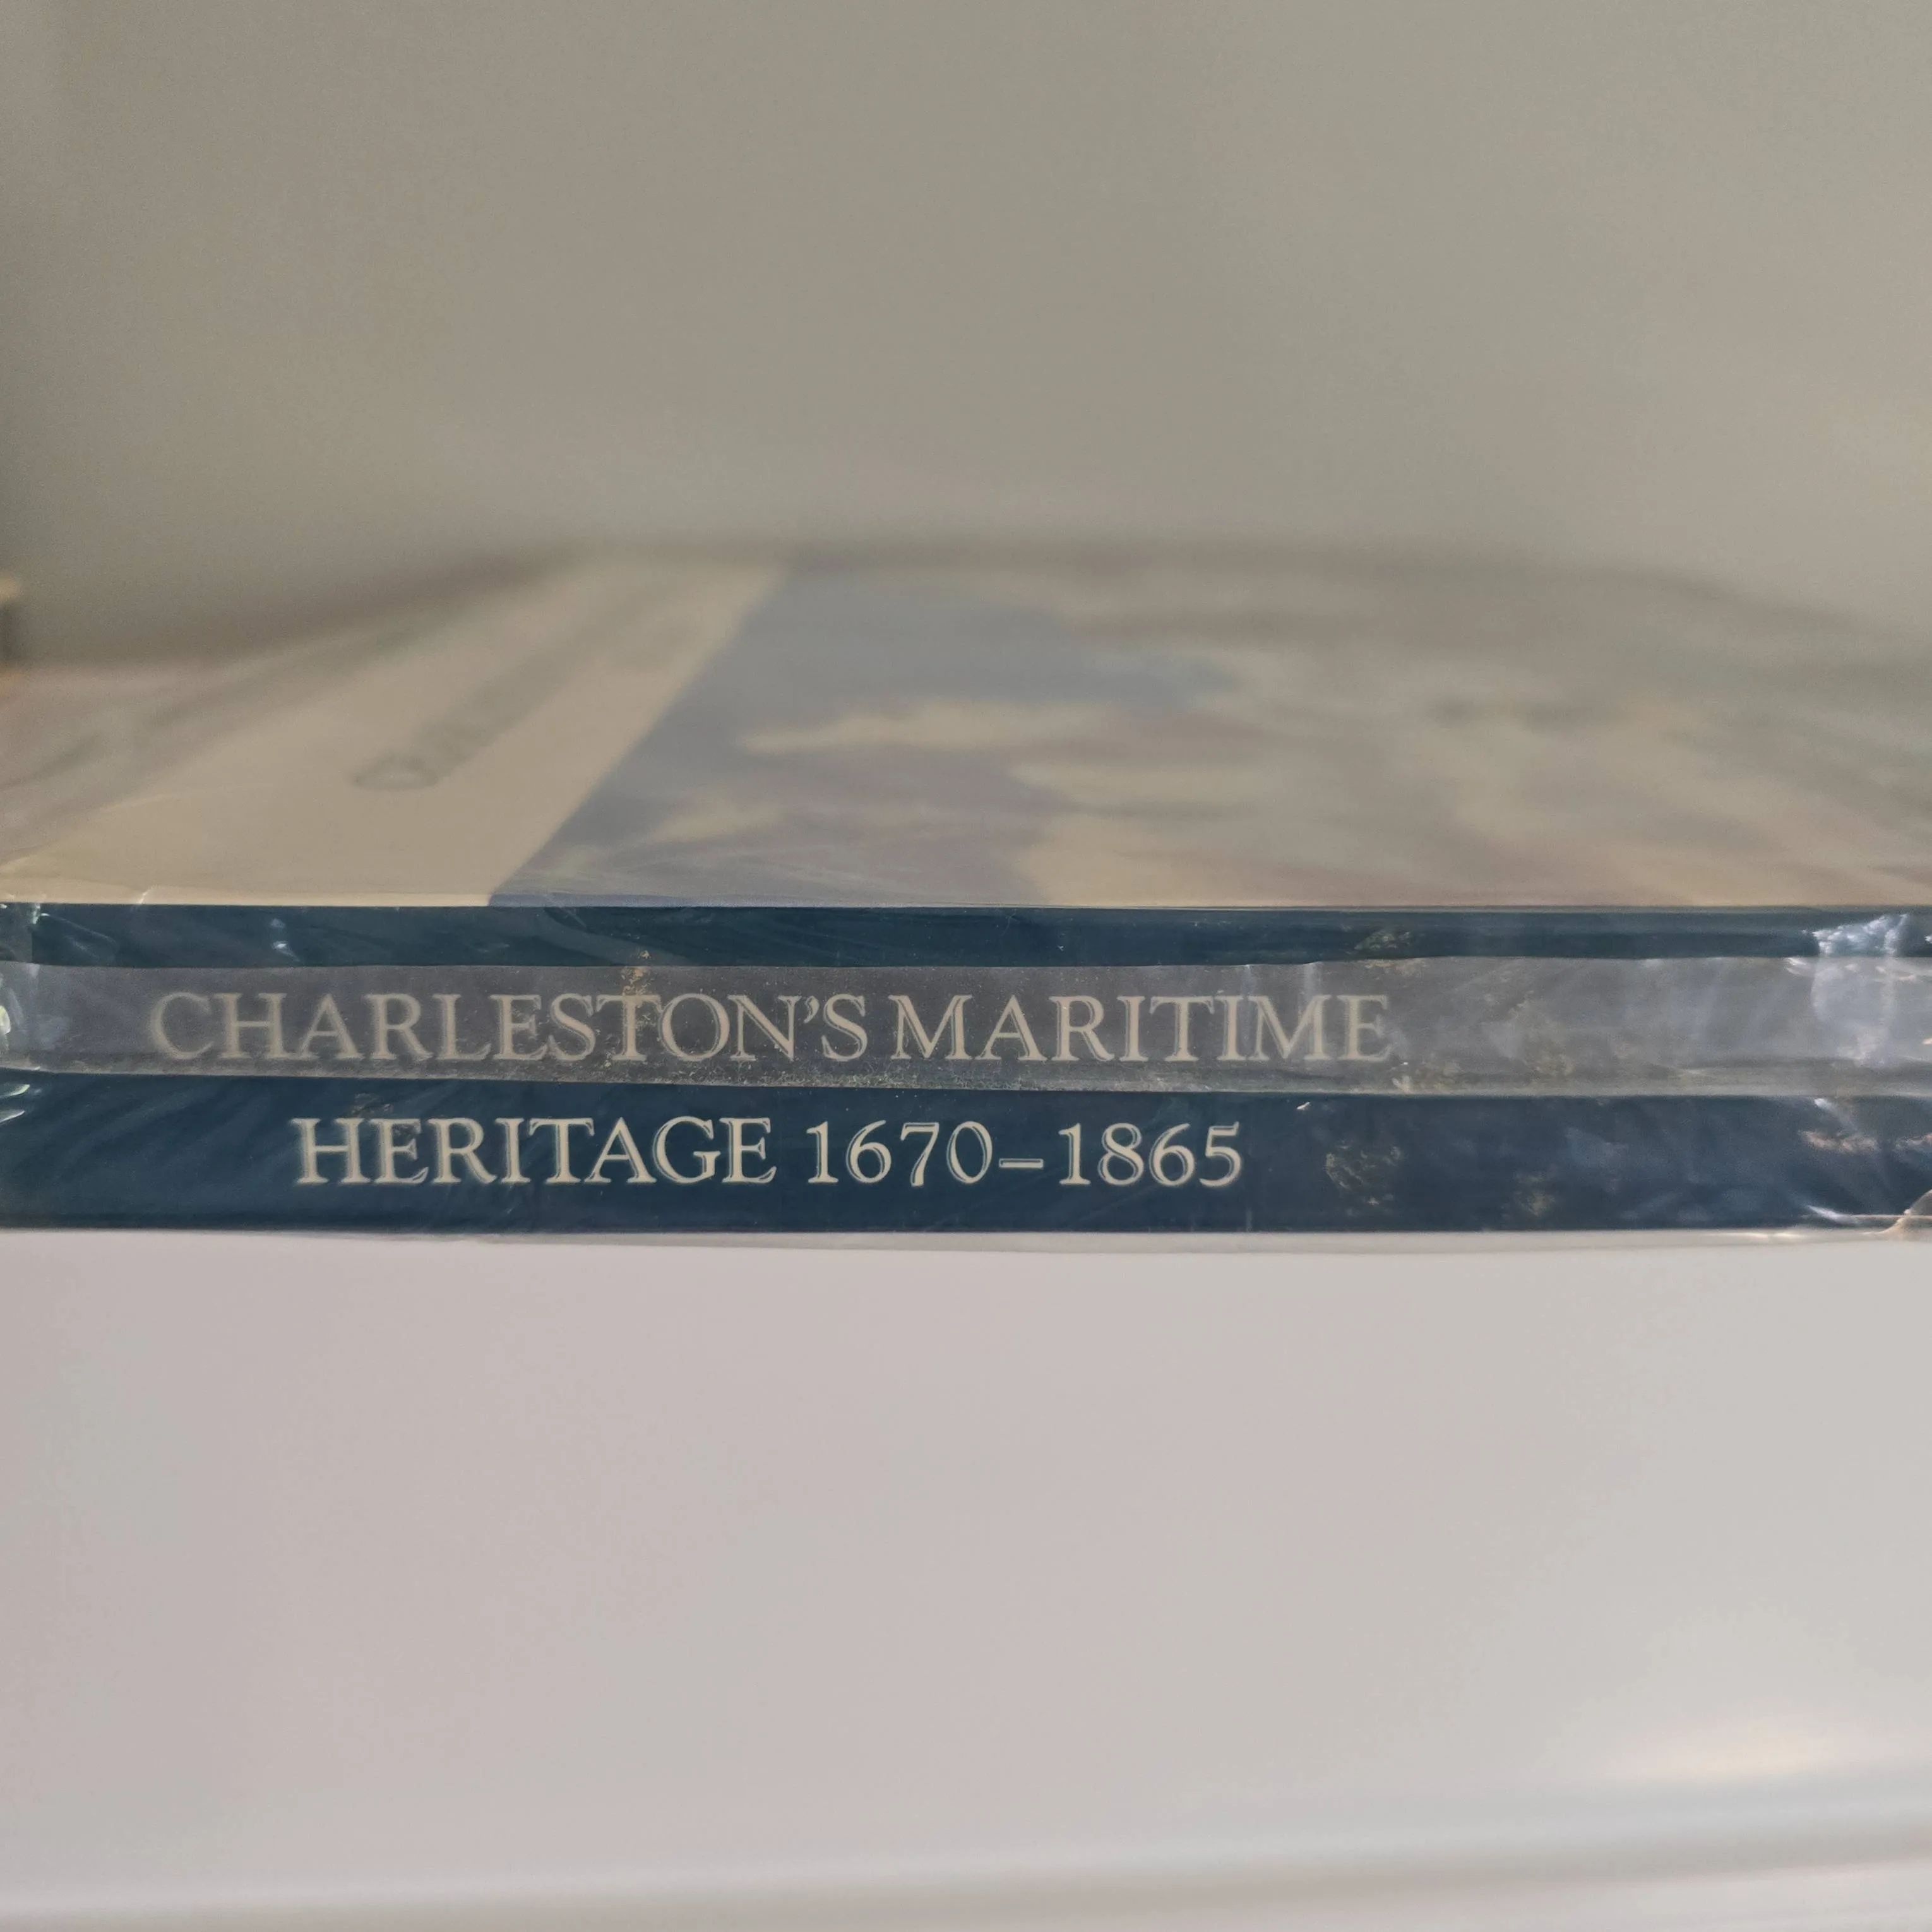 CHARLESTON'S MARITIME
HERITAGE 1670–1865